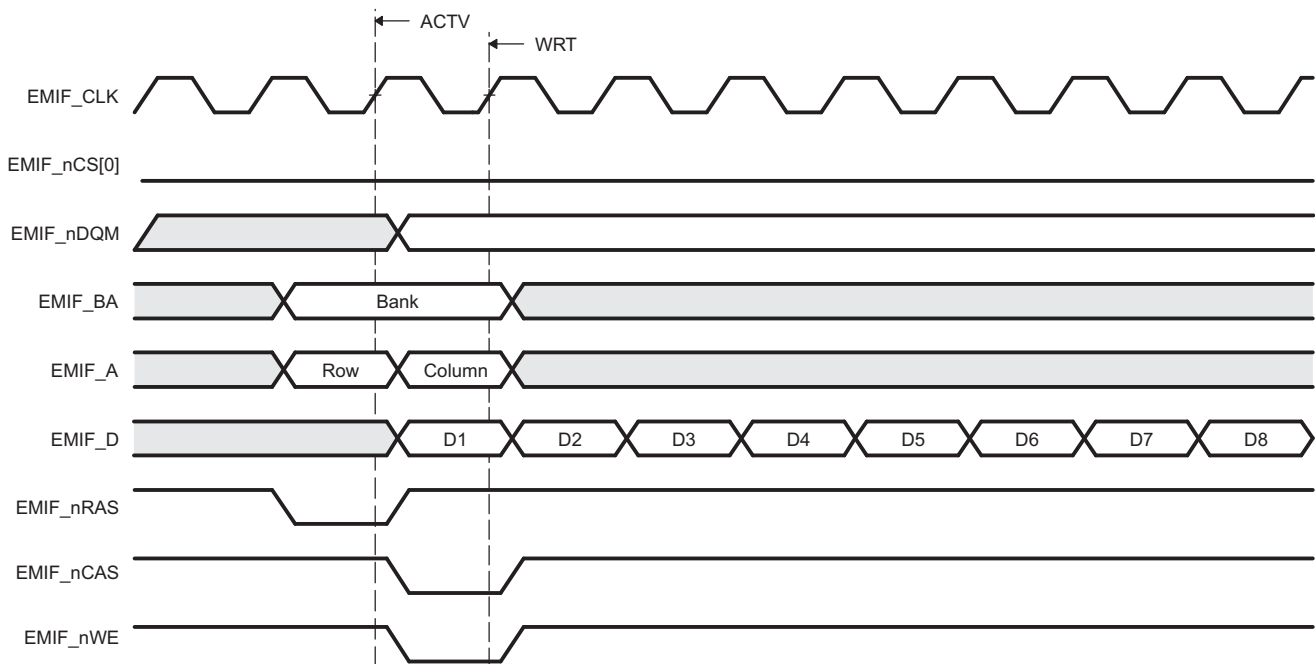 ACTV
WRT
EMIF_CLK
EMIF_nCS[0]
EMIF_nDQM
EMIF_BA Bank
EMIF_A Row Column
EMIF_D D1 D2 D3 D4 D5 D6 D7 D8
EMIF_nRAS
EMIF_nCAS
EMIF_nWE